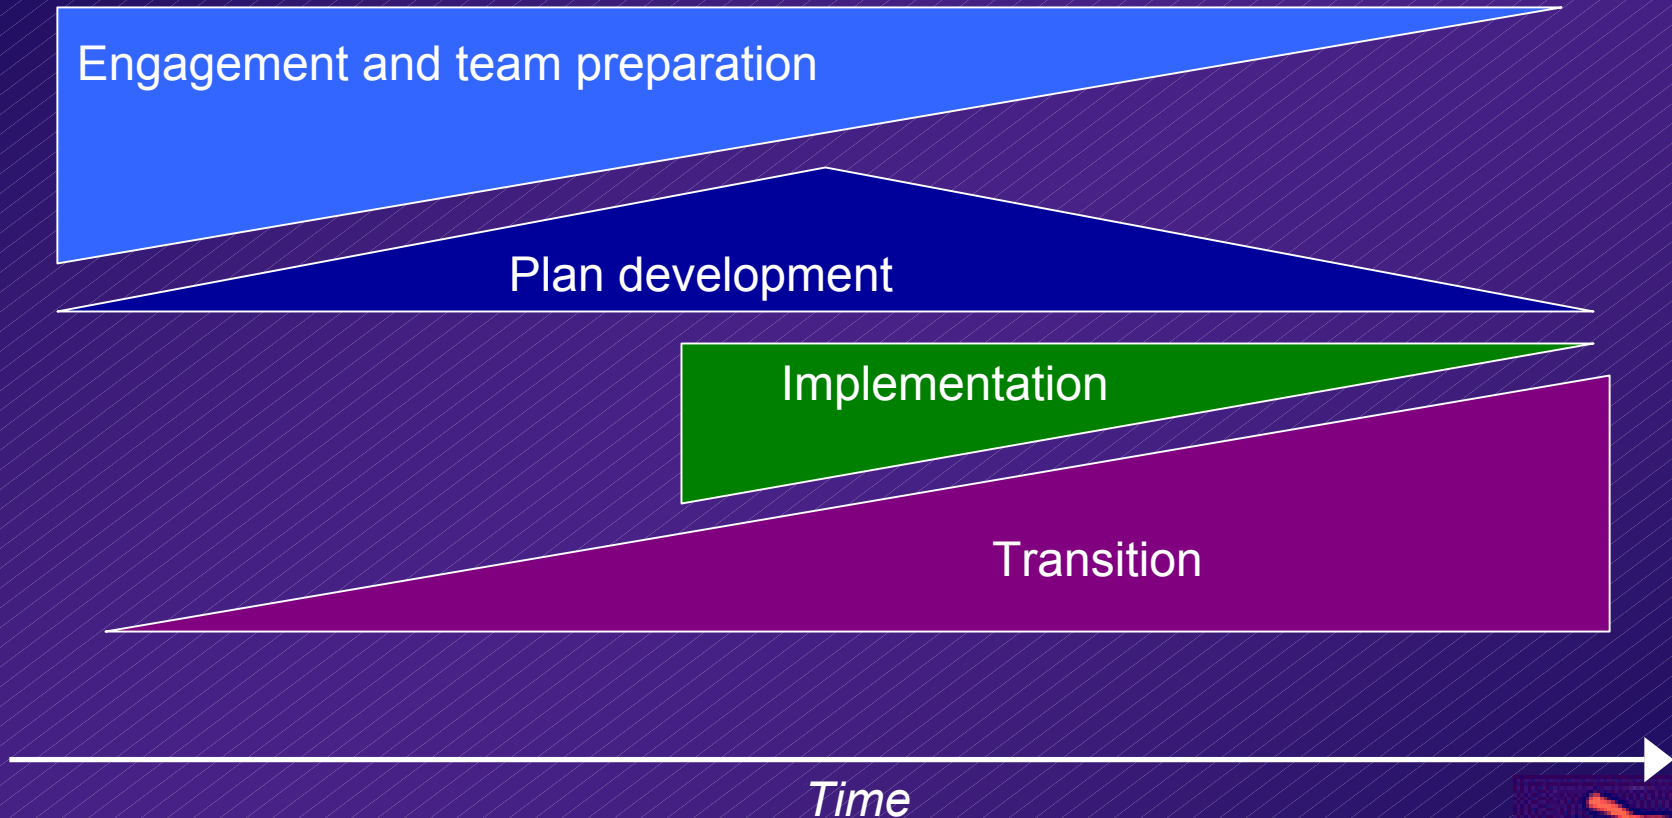 Engagement and team preparation
Plan development
Implementation
Transition
Time